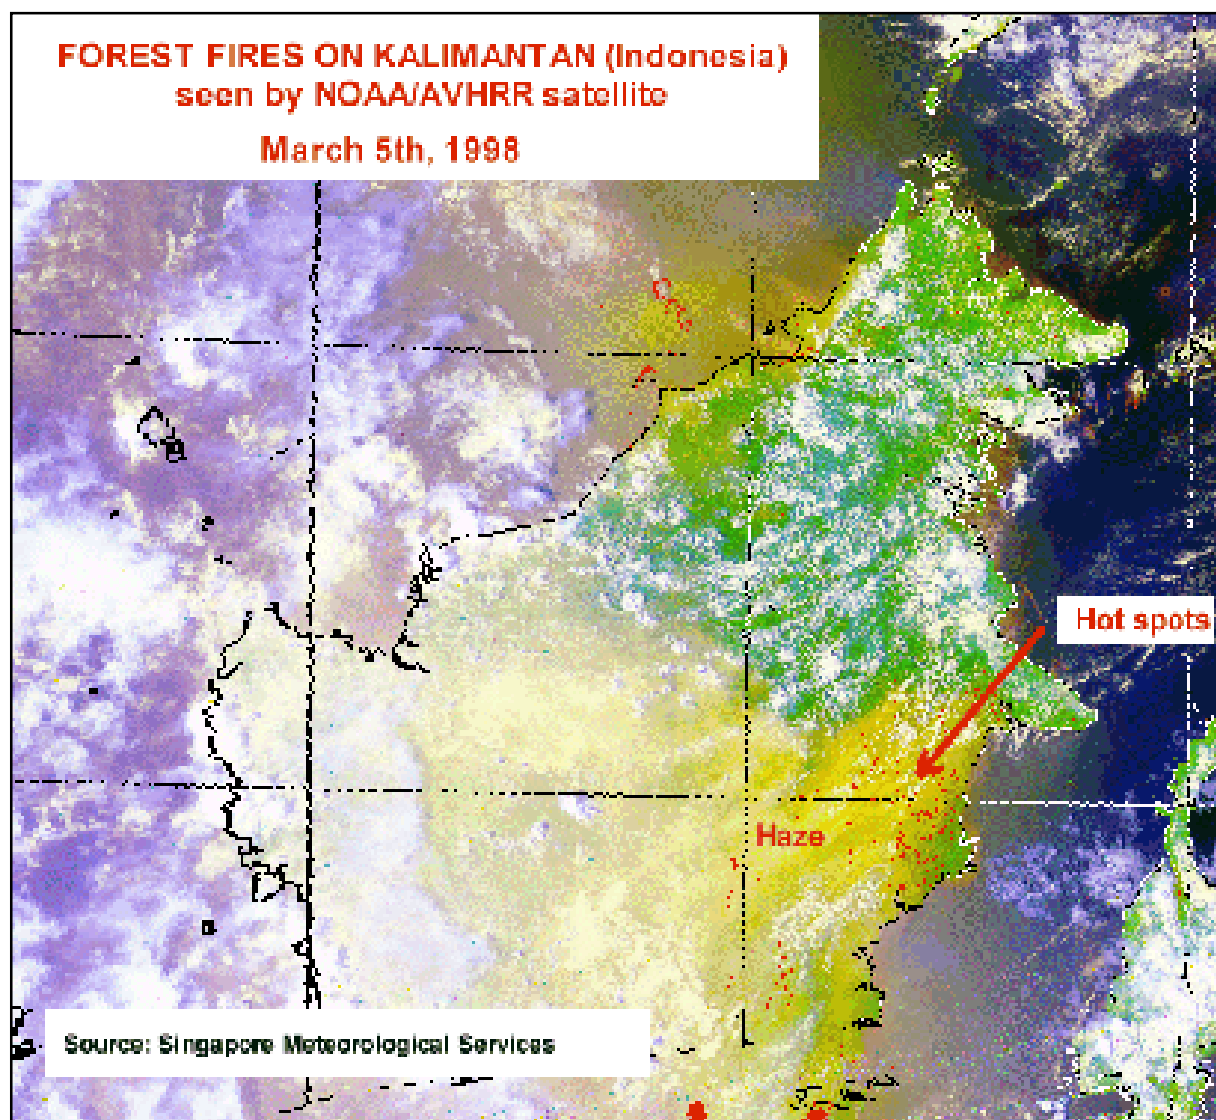 FOREST FIRES ON KALIMANTAN (Indonesia)
seen by NOAA/AVHRR satellite
March 5th, 1998
Hot spots
Haze
Source: Singapore Meteorological Services